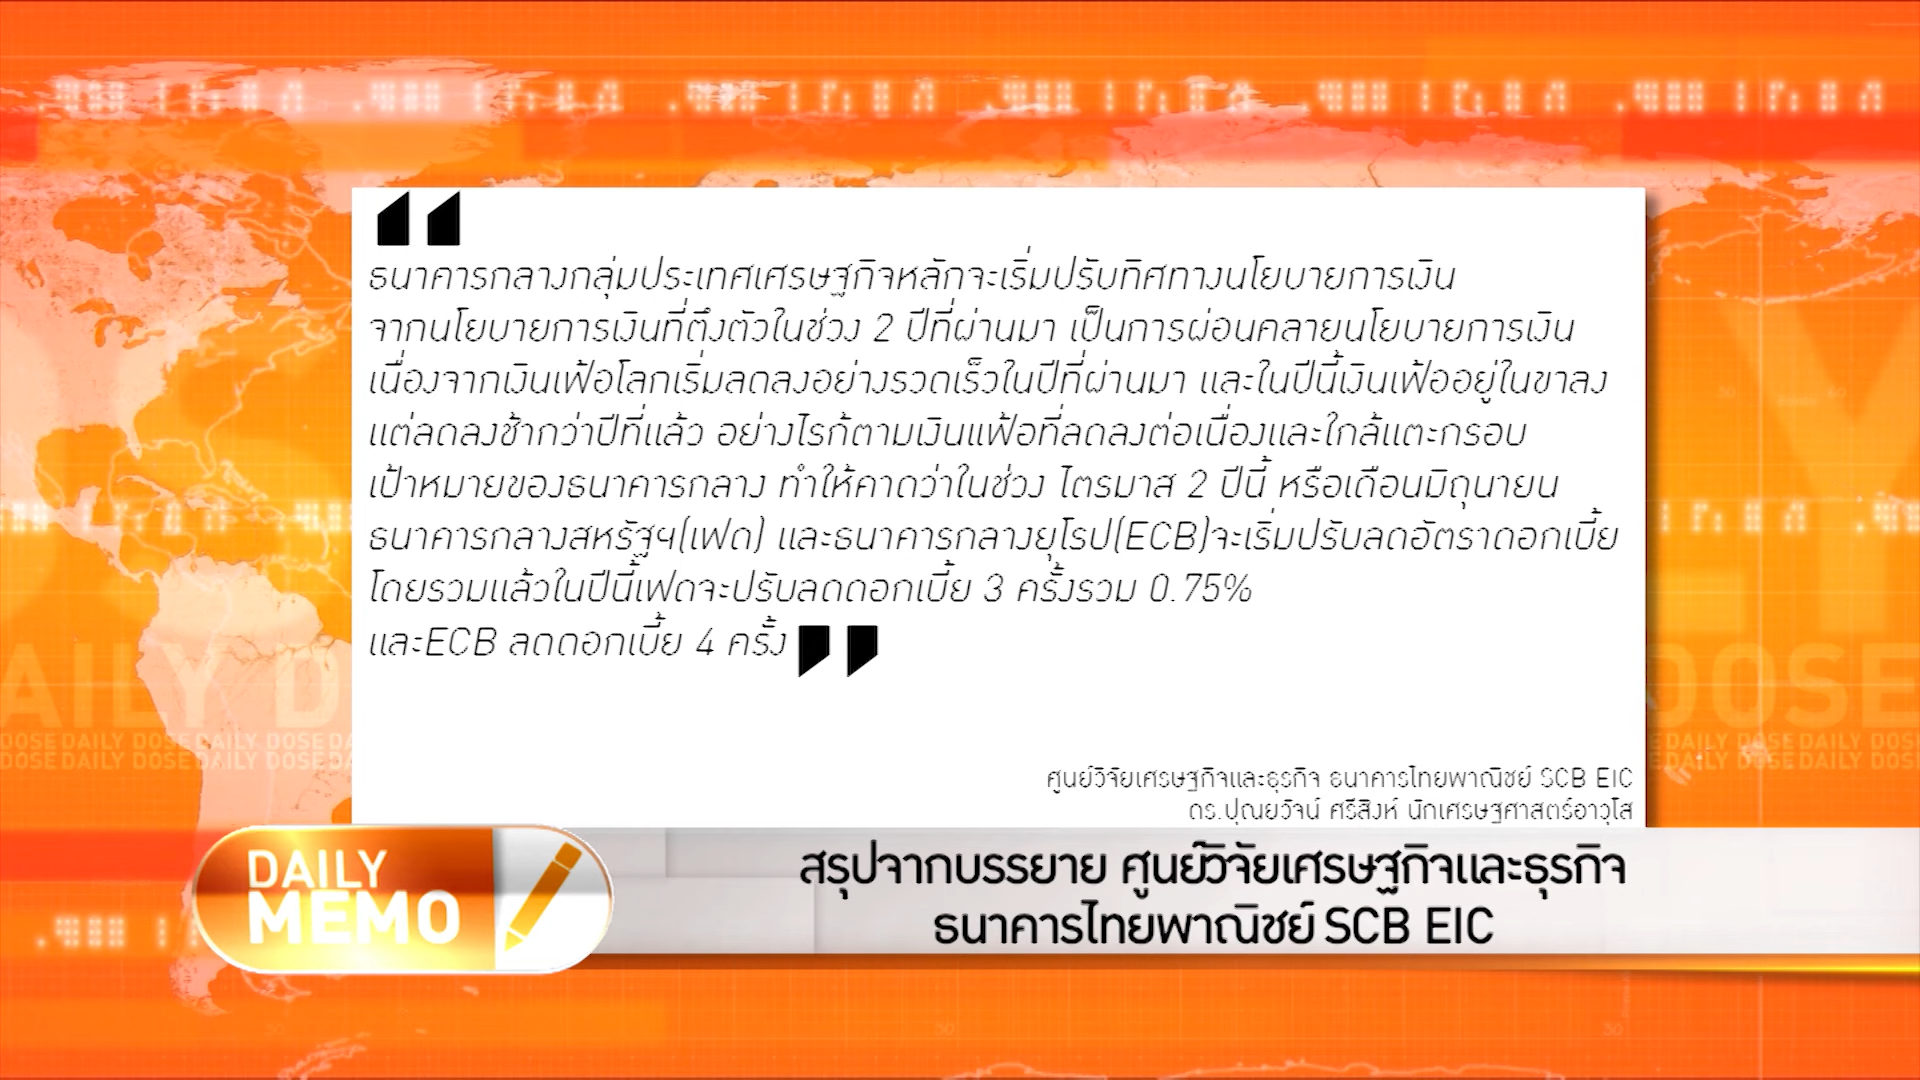 ธนาคารกลางกลุ่มประเทศเศรษฐกิจหลักจะเริ่มปรับทิศทางนโยบายการเงิน
จากนโยบายการเงินที่ตึงตัวในช่วง 2 ปีที่ผ่านมา เป็นการผ่อนคลายนโยบายการเงิน
เนื่องจากเงินเฟ้อโลกเริ่มลดลงอย่างรวดเร็วในปีที่ผ่านมา และในปีนี้เงินเฟ้ออยู่ในขาลง
แต่ลดลงช้ากว่าปีที่แล้ว อย่างไรก้ตามเงินแฟ้อที่ลดลงต่อเนื่องและใกล้แตะกรอบ
เป้าหมายของธนาคารกลาง ทำให้คาดว่าในช่วง ไตรมาส 2 ปีนี้ หรือเดือนมิถุนายน
ธนาคารกลางสหรัฐฯ(เฟด) และธนาคารกลางยุโรป(ECB)จะเริ่มปรับลดอัตราดอกเบี้ย
โดยรวมแล้วในปีนี้เฟดจะปรับลดดอกเบี้ย 3 ครั้งรวม 0.75%
และECB ลดดอกเบี้ย 4 ครั้ง
ศูนย์วิจัยเศรษฐกิจและธุรกิจ ธนาคารไทยพาณิชย์ SCB EIC
ดร.ปุณยวัจน์ ศรีสิงห์ นักเศรษฐศาสตร์อาวุโส
DAILY
MEMO
สรุปจากบรรยาย ศูนย์วิจัยเศรษฐกิจและธุรกิจ
ธนาคารไทยพาณิชย์ SCB EIC